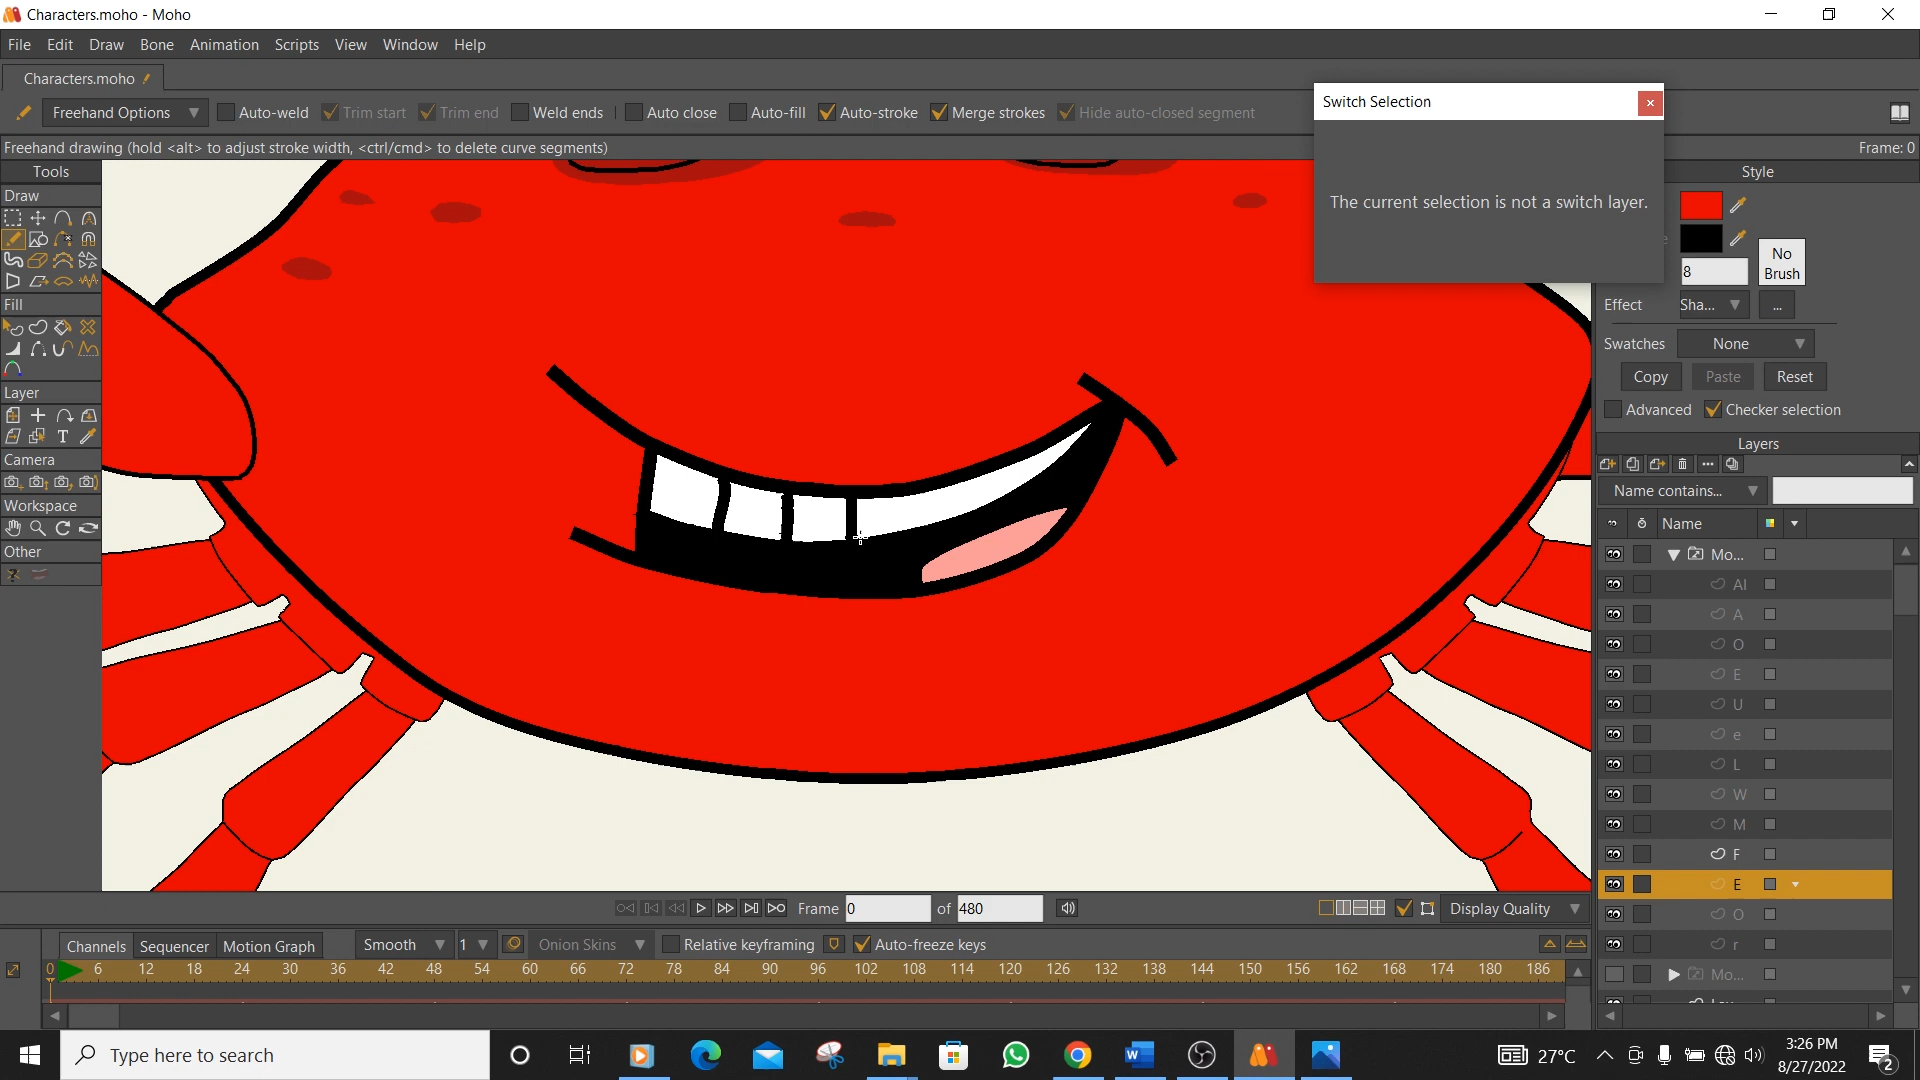 Characters.moho - Moho
File Edit Draw Bone Animation Scripts View Window Help
Characters.moho
Freehand Options Auto-weld Trim start Trim end Weld ends Auto close Auto-fill Auto-stroke Merge strokes Hide auto-closed segment
Freehand drawing (hold <alt> to adjust stroke width, <ctrl/cmd> to delete curve segments)
Frame: 0
Switch Selection
The current selection is not a switch layer.
Tools
Draw
Fill
Layer
Camera
Workspace
Other
Style
8
No
Brush
Effect Sha... ...
Swatches None
Copy Paste Reset
Advanced Checker selection
Layers
Name contains...
Name
Mo...
AI
A
O
E
U
e
L
W
M
F
E
O
r
Mo...
Frame 0 of 480 Display Quality
Channels Sequencer Motion Graph Smooth 1 Onion Skins Relative keyframing Auto-freeze keys
0 6 12 18 24 30 36 42 48 54 60 66 72 78 84 90 96 102 108 114 120 126 132 138 144 150 156 162 168 174 180 186
Type here to search
27°C
3:26 PM
8/27/2022
2